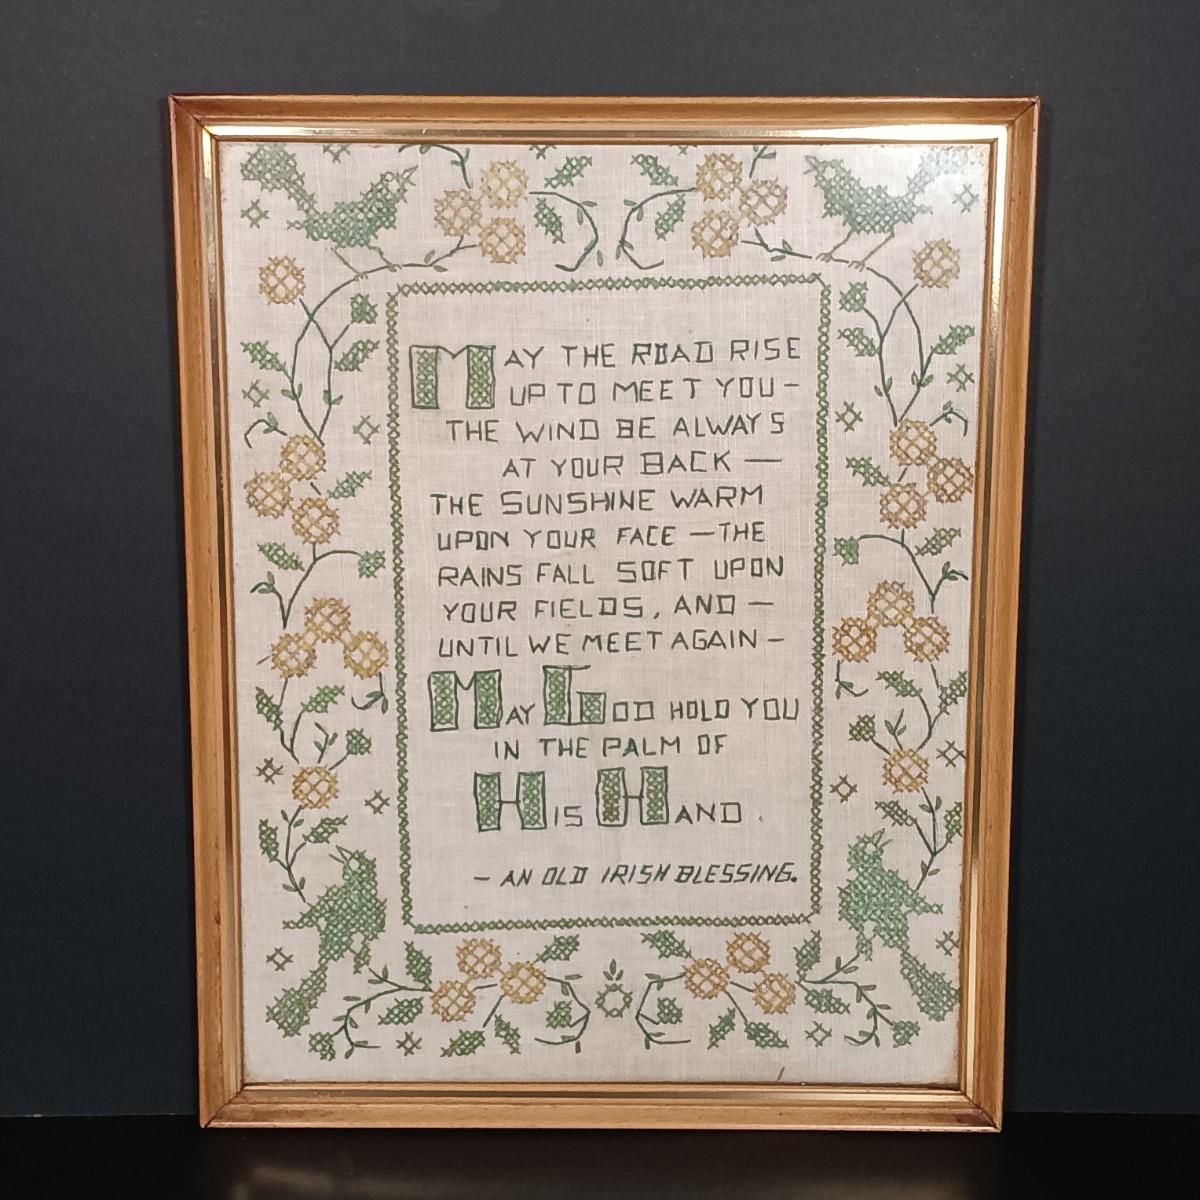 MAY THE ROAD RISE
UP TO MEET YOU —
THE WIND BE ALWAYS
AT YOUR BACK —
THE SUNSHINE WARM
UPON YOUR FACE — THE
RAINS FALL SOFT UPON
YOUR FIELDS, AND —
UNTIL WE MEET AGAIN —
MAY GOD HOLD YOU
IN THE PALM OF
HIS HAND.
— AN OLD IRISH BLESSING.